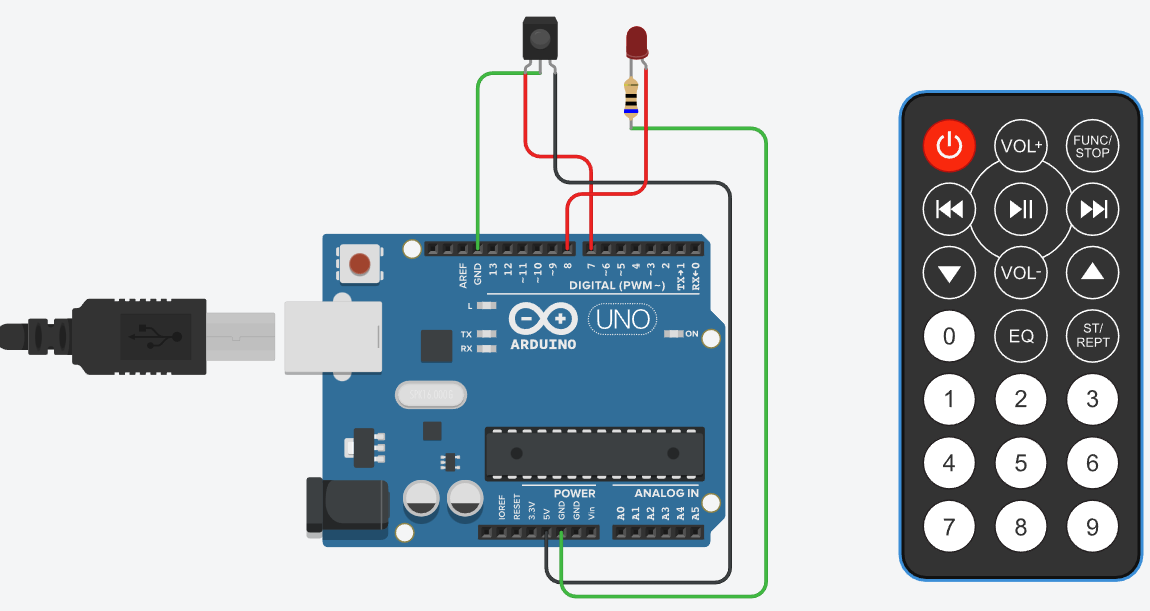 VOL+
FUNC/
STOP
VOL-
0
EQ
ST/
REPT
1 2 3
4 5 6
7 8 9
AREF
GND
13
12
~11
~10
~9
8
7
~6
~5
4
~3
2
TX→1
RX←0
DIGITAL (PWM~)
L
TX
RX
ARDUINO
UNO
ON
POWER
ANALOG IN
IOREF
RESET
3.3V
5V
GND
GND
Vin
A0
A1
A2
A3
A4
A5